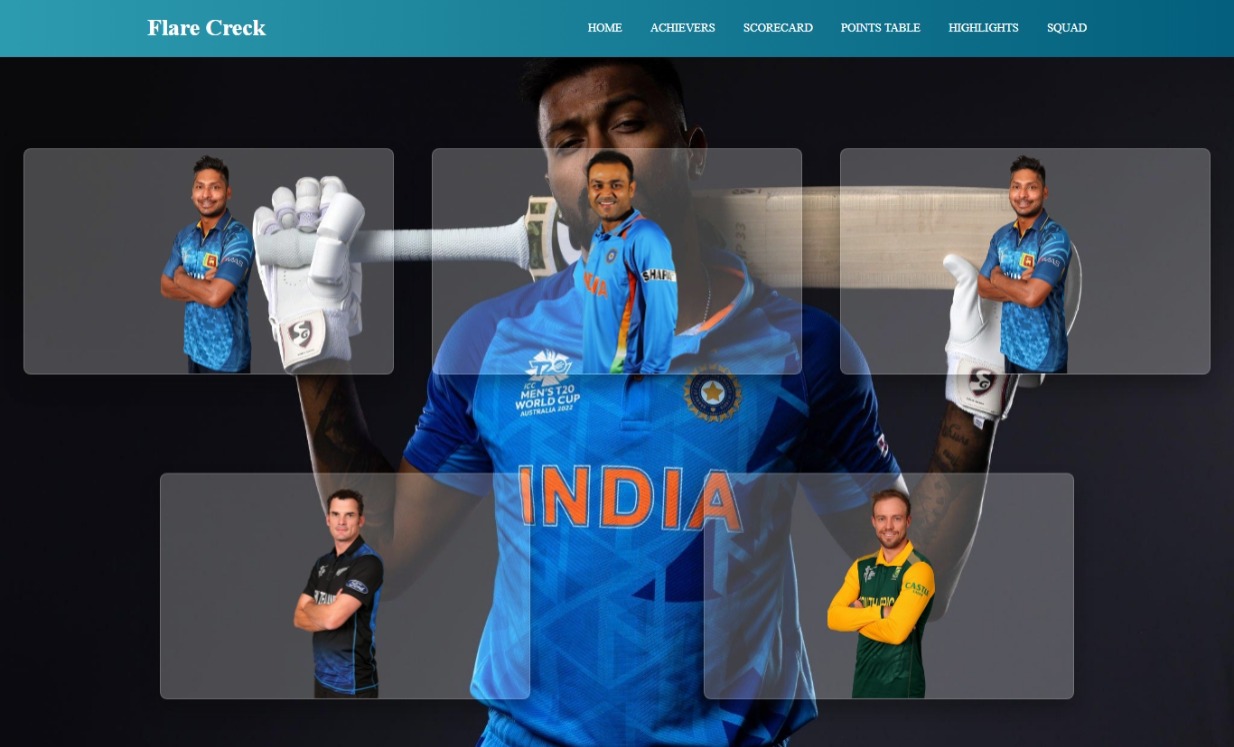 Flare Creck
HOME
ACHIEVERS
SCORECARD
POINTS TABLE
HIGHLIGHTS
SQUAD
ICC
MEN'S T20
WORLD CUP
AUSTRALIA 2022
INDIA